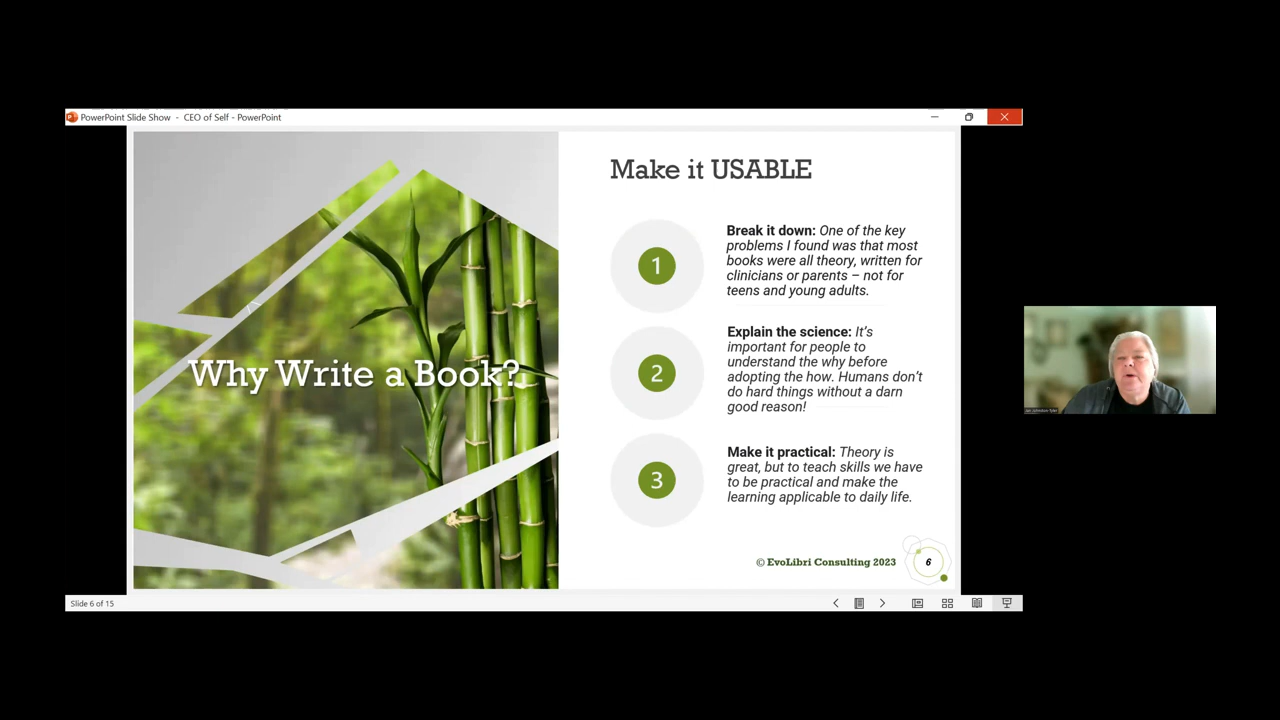 PowerPoint Slide Show - CEO of Self - PowerPoint
Why Write a Book?
Make it USABLE
1
Break it down: One of the key
problems I found was that most
books were all theory, written for
clinicians or parents – not for
teens and young adults.
2
Explain the science: It's
important for people to
understand the why before
adopting the how. Humans don't
do hard things without a darn
good reason!
3
Make it practical: Theory is
great, but to teach skills we have
to be practical and make the
learning applicable to daily life.
© EvoLibri Consulting 2023
6
Slide 6 of 15